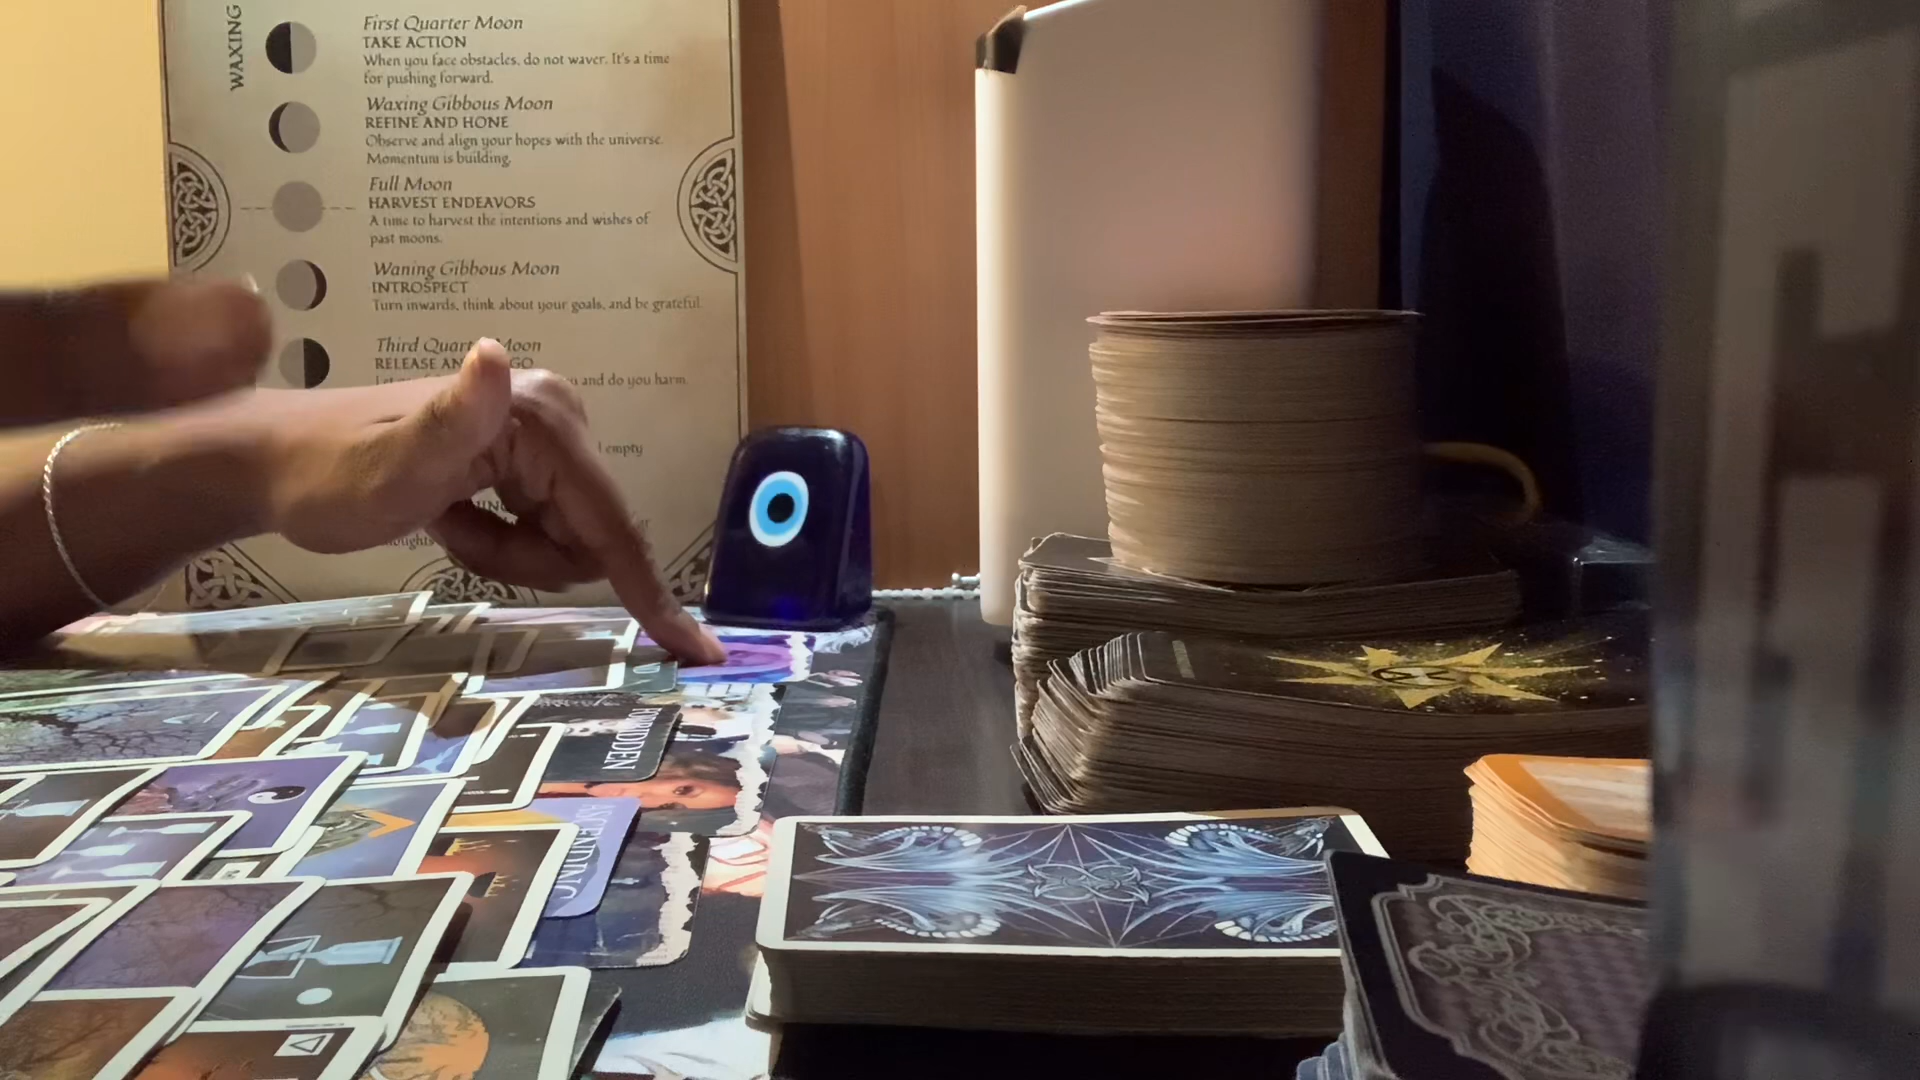 WAXING
First Quarter Moon
TAKE ACTION
When you face obstacles, do not waver. It's a time
for pushing forward.
Waxing Gibbous Moon
REFINE AND HONE
Observe and align your hopes with the universe.
Momentum is building.
Full Moon
HARVEST ENDEAVORS
A time to harvest the intentions and wishes of
past moons.
Waning Gibbous Moon
INTROSPECT
Turn inwards, think about your goals, and be grateful.
Third Moon
RELEASE GO
and do you harm.
empty
FORBIDDEN
ASCENDING